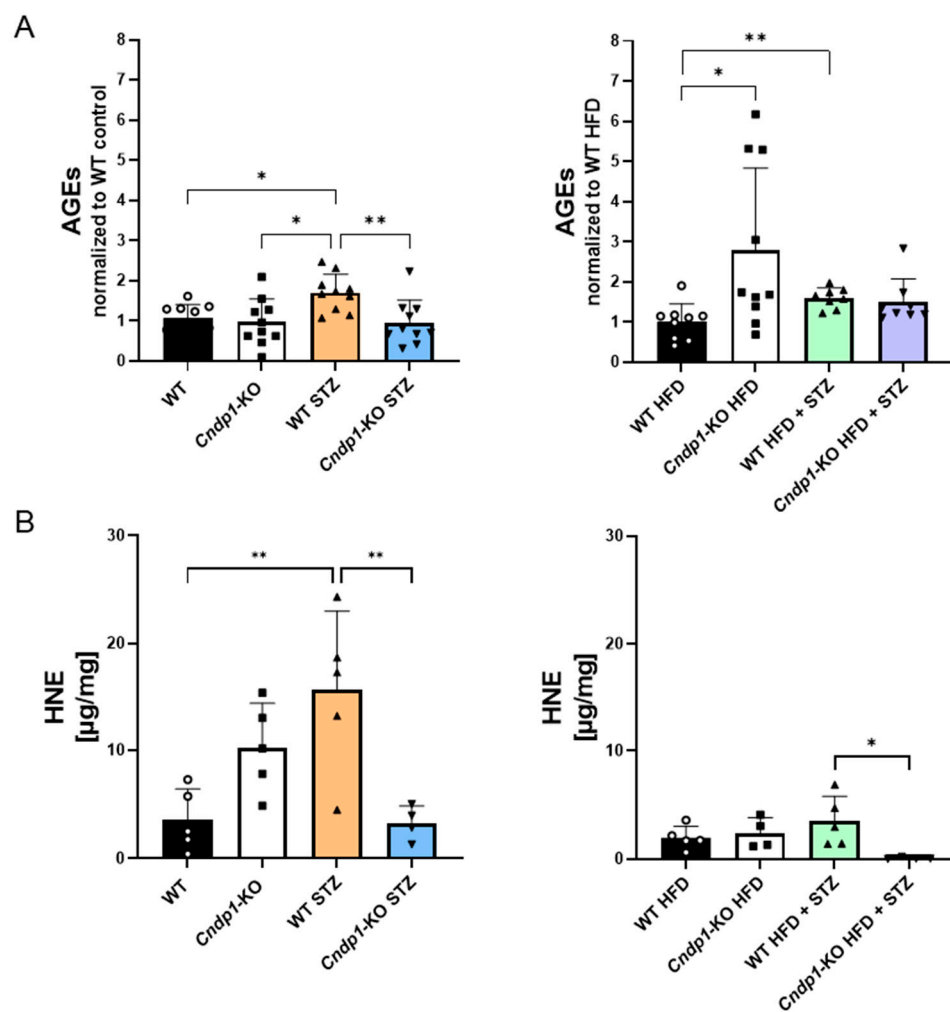 A
AGEs
normalized to WT control
8
7
6
5
4
3
2
1
0
*
*
**
WT
Cndp1-KO
WT STZ
Cndp1-KO STZ
AGEs
normalized to WT HFD
8
7
6
5
4
3
2
1
0
**
*
WT HFD
Cndp1-KO HFD
WT HFD + STZ
Cndp1-KO HFD + STZ
B
HNE
[µg/mg]
30
20
10
0
**
**
WT
Cndp1-KO
WT STZ
Cndp1-KO STZ
HNE
[µg/mg]
30
20
10
0
*
WT HFD
Cndp1-KO HFD
WT HFD + STZ
Cndp1-KO HFD + STZ